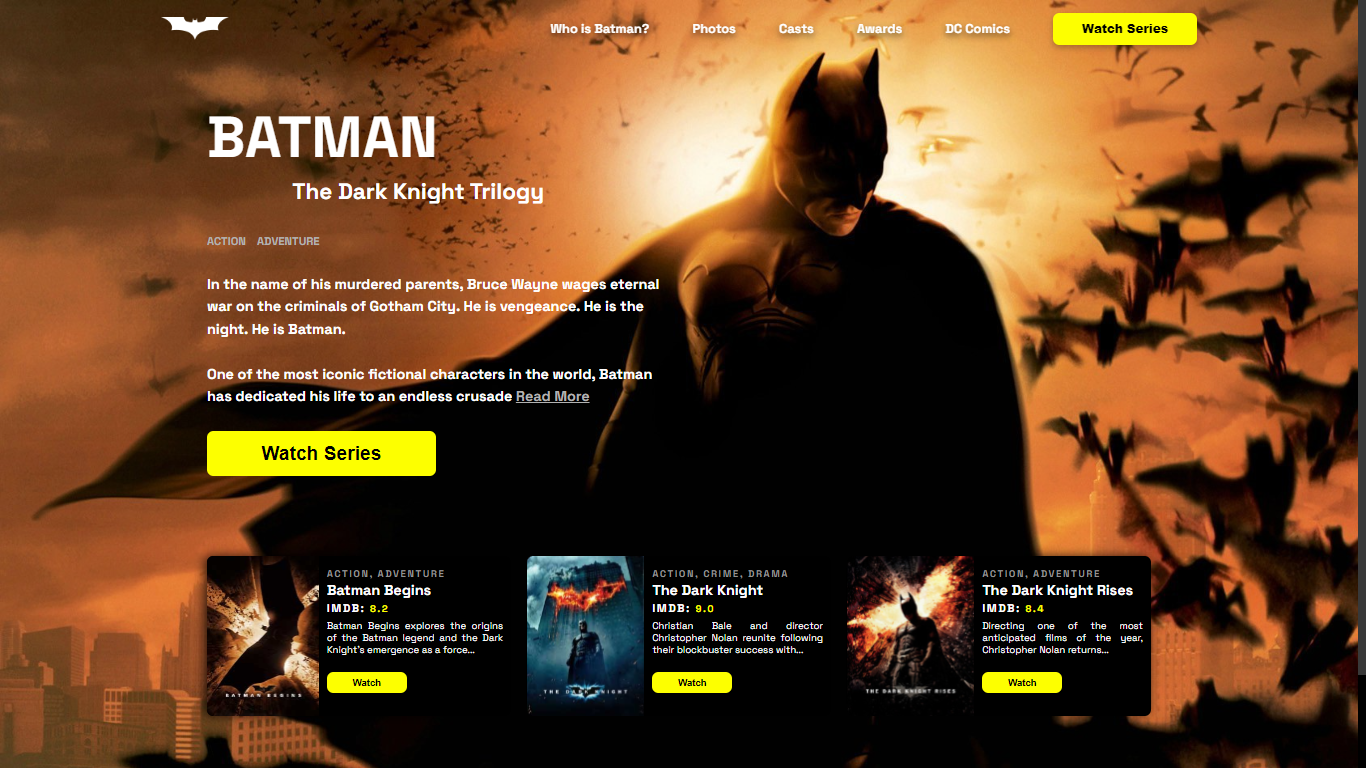 Who is Batman? Photos Casts Awards DC Comics Watch Series
BATMAN
The Dark Knight Trilogy
ACTION ADVENTURE
In the name of his murdered parents, Bruce Wayne wages eternal
war on the criminals of Gotham City. He is vengeance. He is the
night. He is Batman.
One of the most iconic fictional characters in the world, Batman
has dedicated his life to an endless crusade Read More
Watch Series
BATMAN BEGINS
ACTION, ADVENTURE
Batman Begins
IMDB: 8.2
Batman Begins explores the origins
of the Batman legend and the Dark
Knight's emergence as a force...
Watch
THE DARK KNIGHT
ACTION, CRIME, DRAMA
The Dark Knight
IMDB: 9.0
Christian Bale and director
Christopher Nolan reunite following
their blockbuster success with...
Watch
THE DARK KNIGHT RISES
ACTION, ADVENTURE
The Dark Knight Rises
IMDB: 8.4
Directing one of the most
anticipated films of the year,
Christopher Nolan returns...
Watch